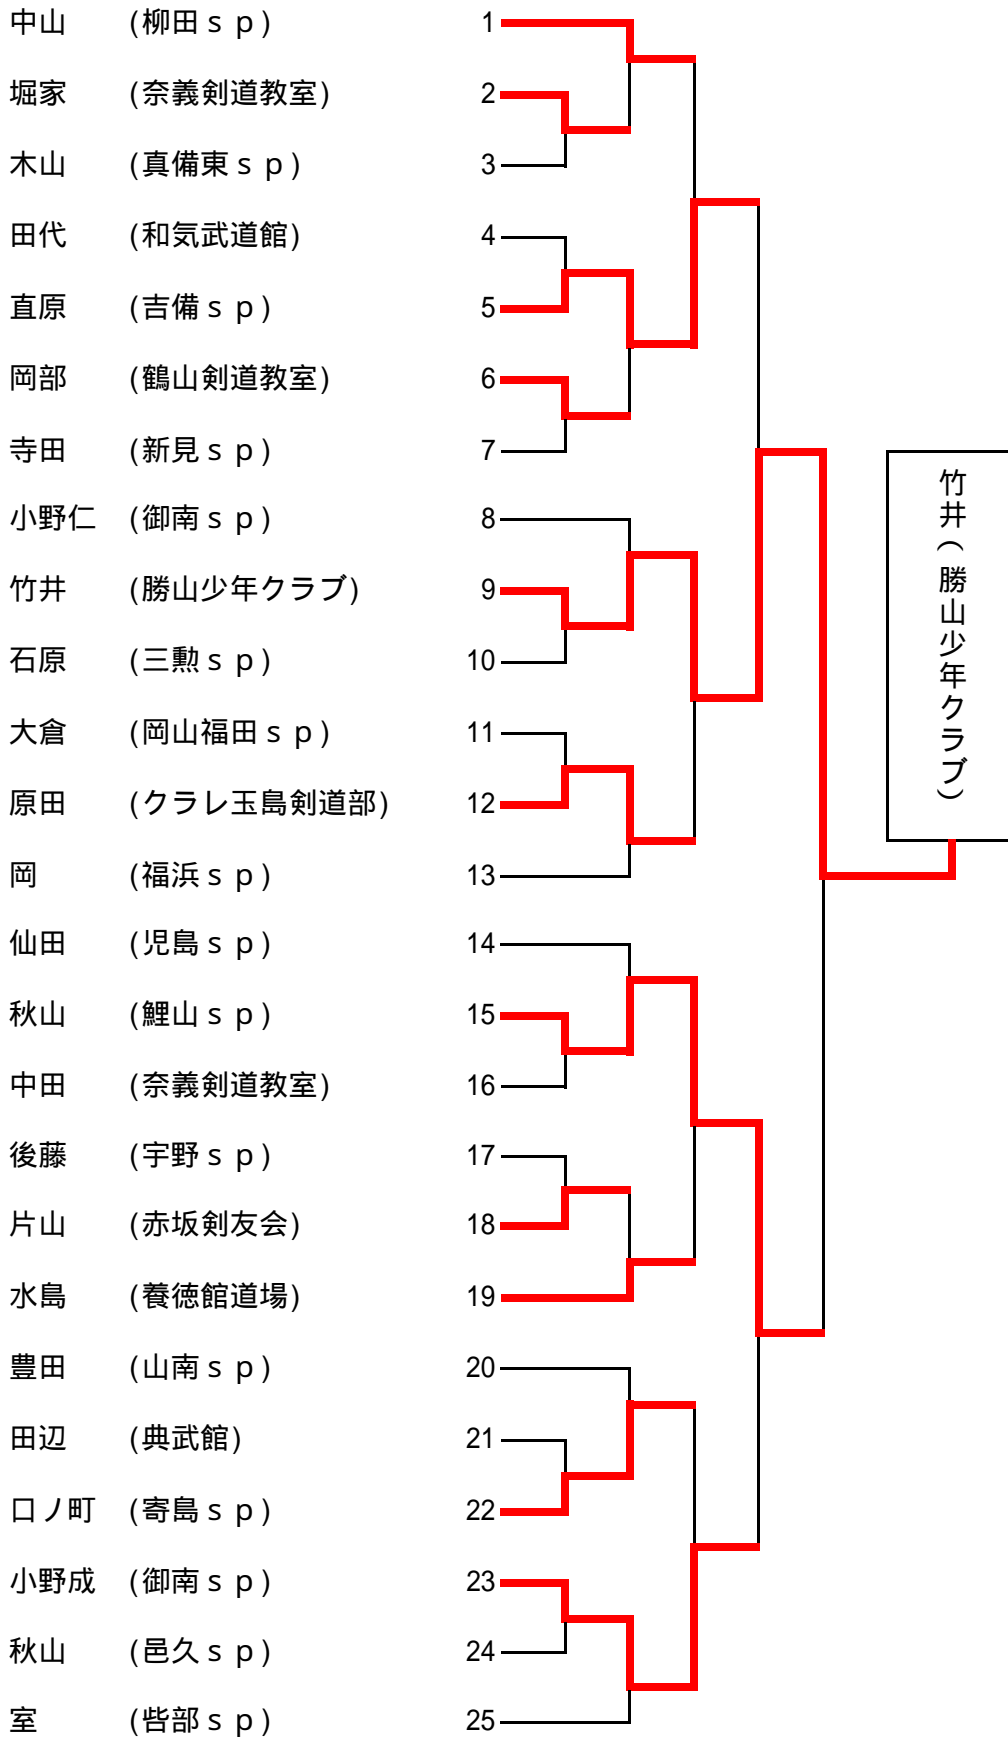 中山 (柳田ｓｐ) 1
堀家 (奈義剣道教室) 2
木山 (真備東ｓｐ) 3
田代 (和気武道館) 4
直原 (吉備ｓｐ) 5
岡部 (鶴山剣道教室) 6
寺田 (新見ｓｐ) 7
小野仁 (御南ｓｐ) 8
竹井 (勝山少年クラブ) 9
石原 (三勲ｓｐ) 10
大倉 (岡山福田ｓｐ) 11
原田 (クラレ玉島剣道部) 12
岡 (福浜ｓｐ) 13
仙田 (児島ｓｐ) 14
秋山 (鯉山ｓｐ) 15
中田 (奈義剣道教室) 16
後藤 (宇野ｓｐ) 17
片山 (赤坂剣友会) 18
水島 (養徳館道場) 19
豊田 (山南ｓｐ) 20
田辺 (典武館) 21
口ノ町 (寄島ｓｐ) 22
小野成 (御南ｓｐ) 23
秋山 (邑久ｓｐ) 24
室 (呰部ｓｐ) 25
竹井(勝山少年クラブ)